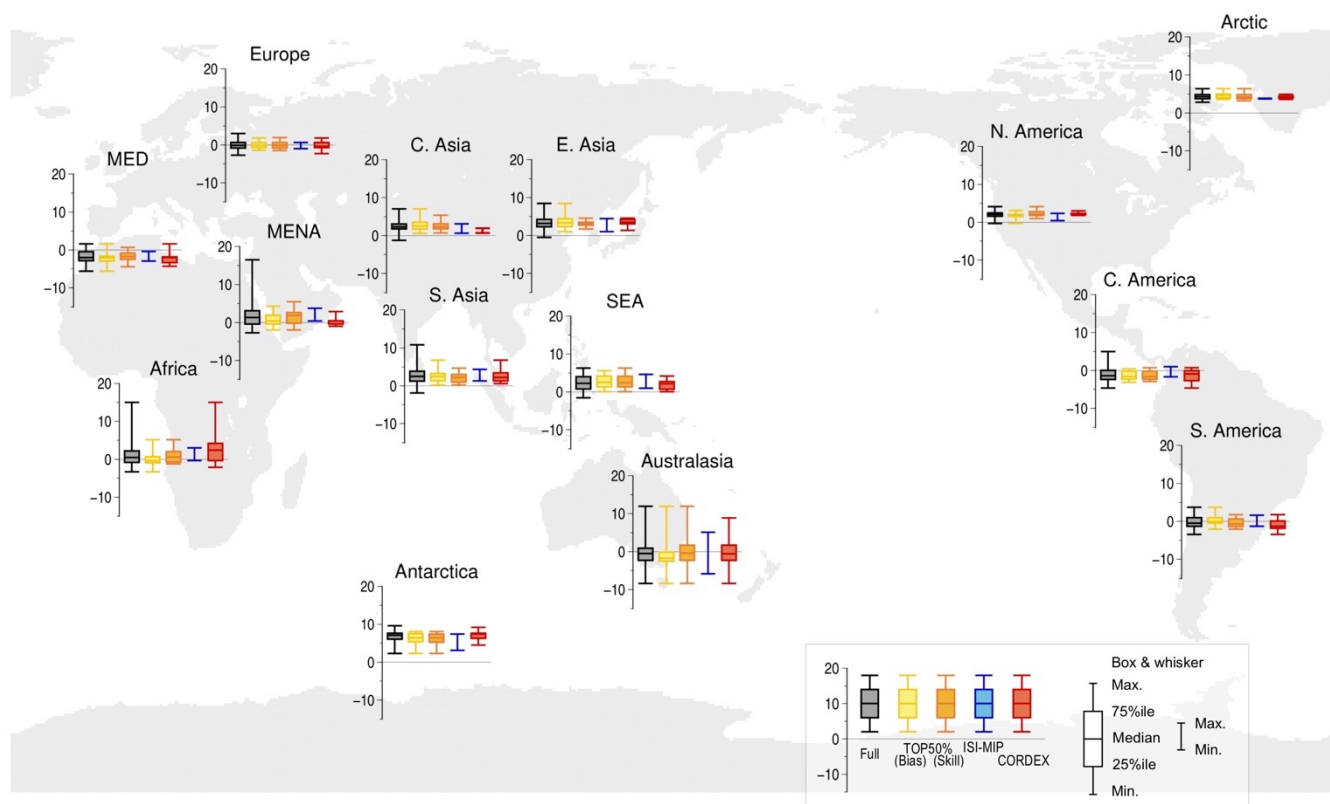 Arctic
20
10
0
−10
Europe
20
10
0
−10
N. America
20
10
0
−10
MED
20
10
0
−10
C. Asia
20
10
0
−10
E. Asia
20
10
0
−10
MENA
20
10
0
−10
S. Asia
20
10
0
−10
SEA
20
10
0
−10
C. America
20
10
0
−10
Africa
20
10
0
−10
S. America
20
10
0
−10
Australasia
20
10
0
−10
Antarctica
20
10
0
−10
20
10
0
−10
Full
TOP50%
(Bias) (Skill)
ISI-MIP
CORDEX
Box & whisker
Max.
75%ile
Median
25%ile
Min.
Max.
Min.